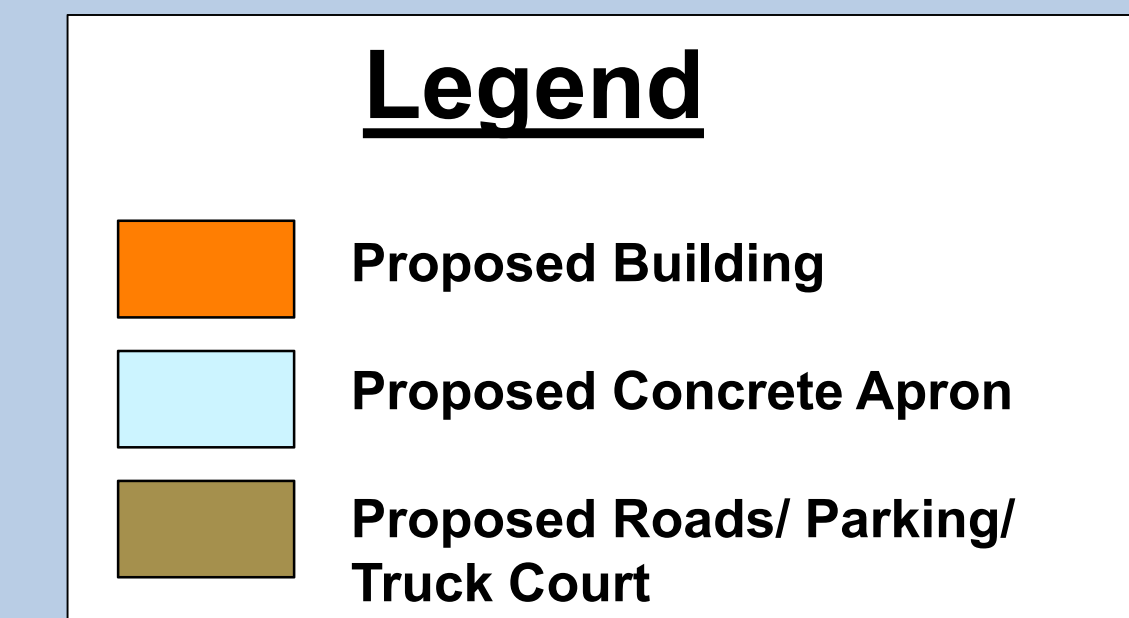 Legend
Proposed Building
Proposed Concrete Apron
Proposed Roads/ Parking/
Truck Court